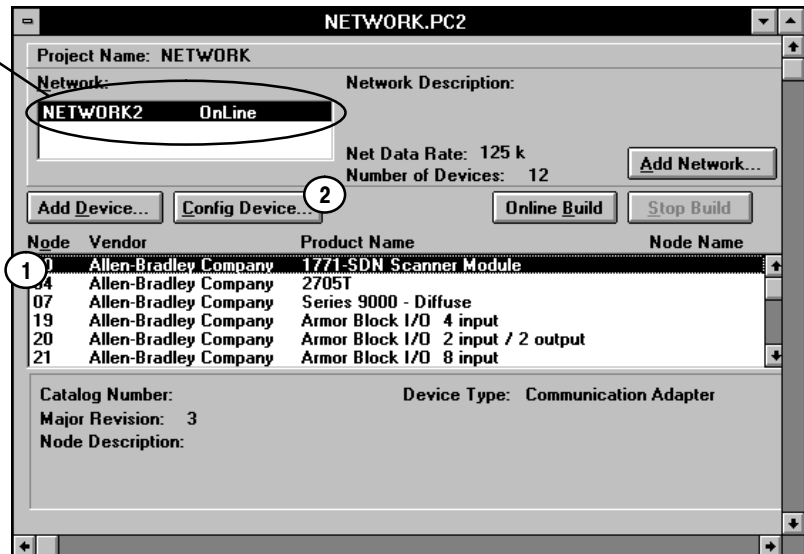 NETWORK.PC2
Project Name: NETWORK
Network:
Network Description:
NETWORK2 OnLine
Net Data Rate: 125 k
Number of Devices: 12
Add Network...
2
Add Device... Config Device... Online Build Stop Build
Node Vendor Product Name Node Name
1
Allen-Bradley Company 1771-SDN Scanner Module
04 Allen-Bradley Company 2705T
07 Allen-Bradley Company Series 9000 - Diffuse
19 Allen-Bradley Company Armor Block I/O 4 input
20 Allen-Bradley Company Armor Block I/O 2 input / 2 output
21 Allen-Bradley Company Armor Block I/O 8 input
Catalog Number: Device Type: Communication Adapter
Major Revision: 3
Node Description: